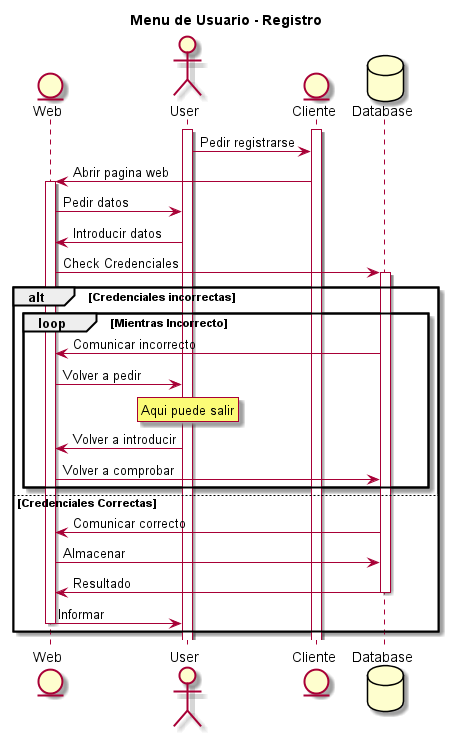 Menu de Usuario - Registro
Web
User
Cliente
Database
Pedir registrarse
Abrir pagina web
Pedir datos
Introducir datos
Check Credenciales
alt [Credenciales incorrectas]
loop [Mientras Incorrecto]
Comunicar incorrecto
Volver a pedir
Aqui puede salir
Volver a introducir
Volver a comprobar
[Credenciales Correctas]
Comunicar correcto
Almacenar
Resultado
Informar
Web
User
Cliente
Database